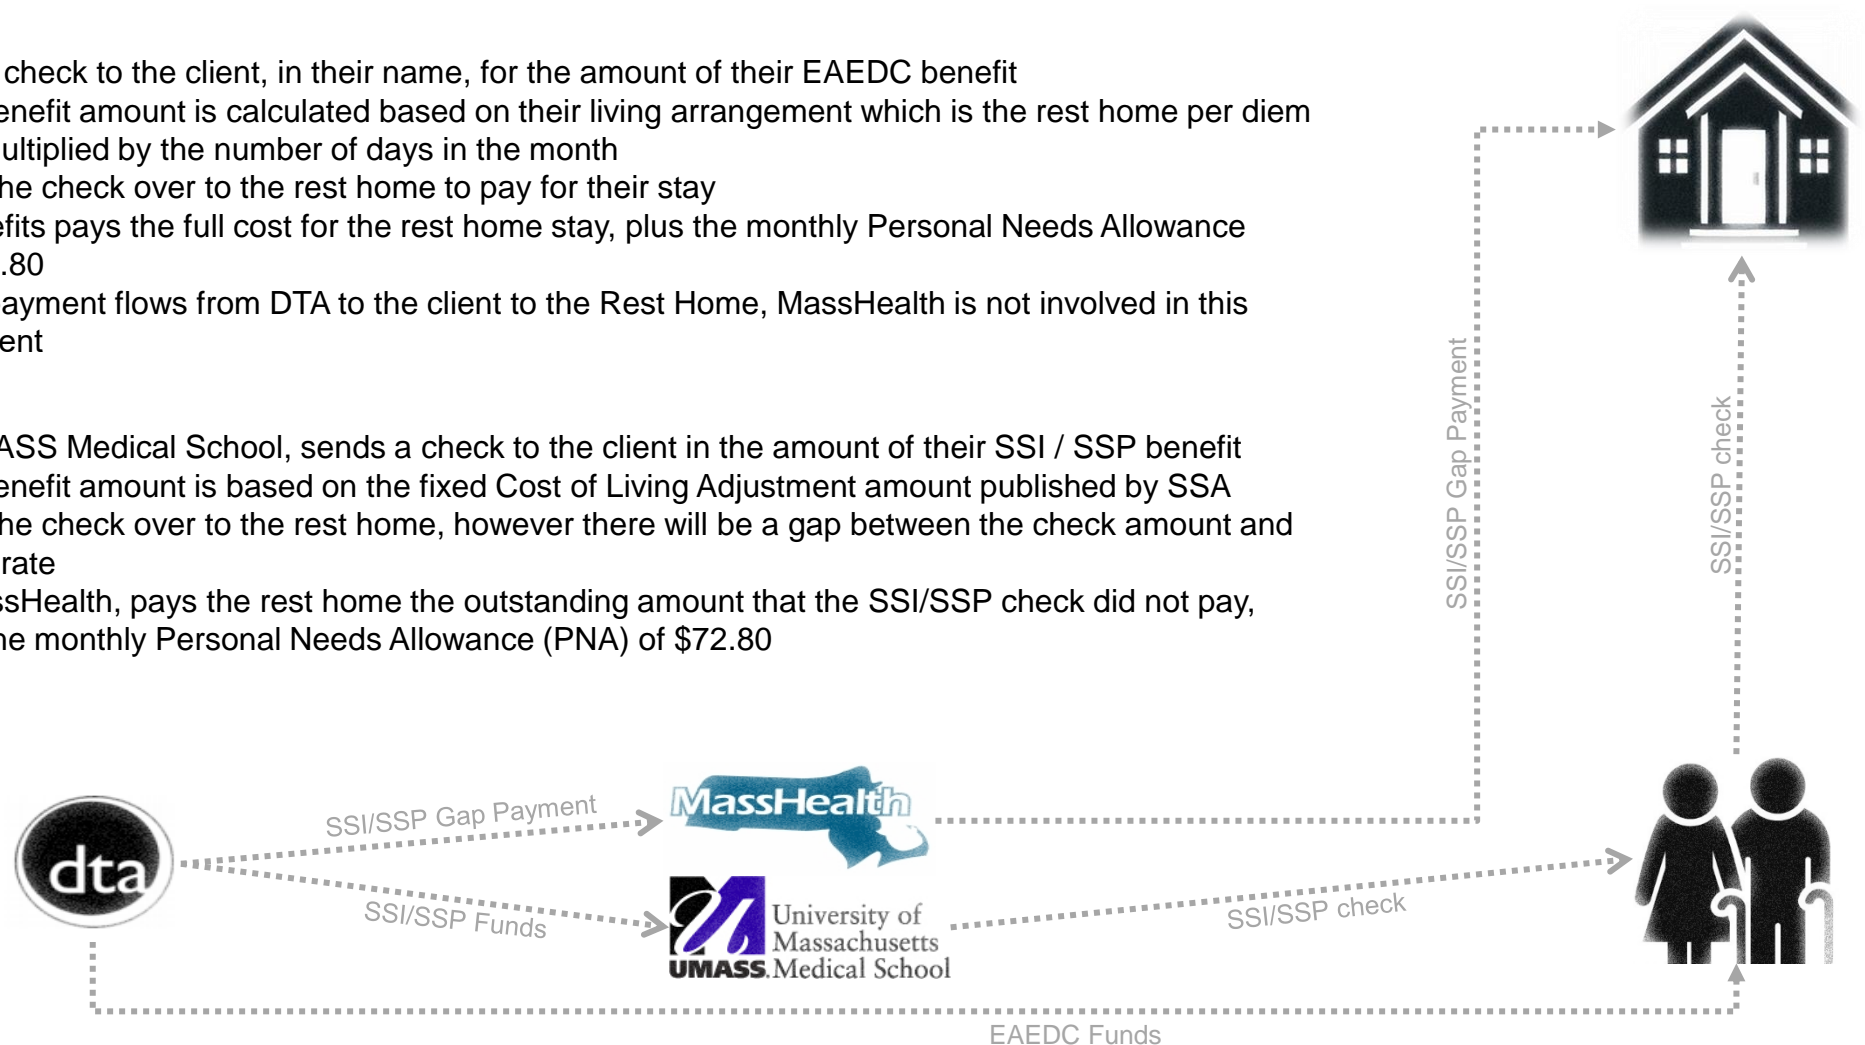 check to the client, in their name, for the amount of their EAEDC benefit
enefit amount is calculated based on their living arrangement which is the rest home per diem
ultiplied by the number of days in the month
he check over to the rest home to pay for their stay
efits pays the full cost for the rest home stay, plus the monthly Personal Needs Allowance
.80
ayment flows from DTA to the client to the Rest Home, MassHealth is not involved in this
ent
ASS Medical School, sends a check to the client in the amount of their SSI / SSP benefit
enefit amount is based on the fixed Cost of Living Adjustment amount published by SSA
he check over to the rest home, however there will be a gap between the check amount and
rate
ssHealth, pays the rest home the outstanding amount that the SSI/SSP check did not pay,
he monthly Personal Needs Allowance (PNA) of $72.80
SSI/SSP Gap Payment
SSI/SSP check
dta
SSI/SSP Gap Payment
MassHealth
SSI/SSP Funds
University of
Massachusetts
UMASS. Medical School
SSI/SSP check
EAEDC Funds